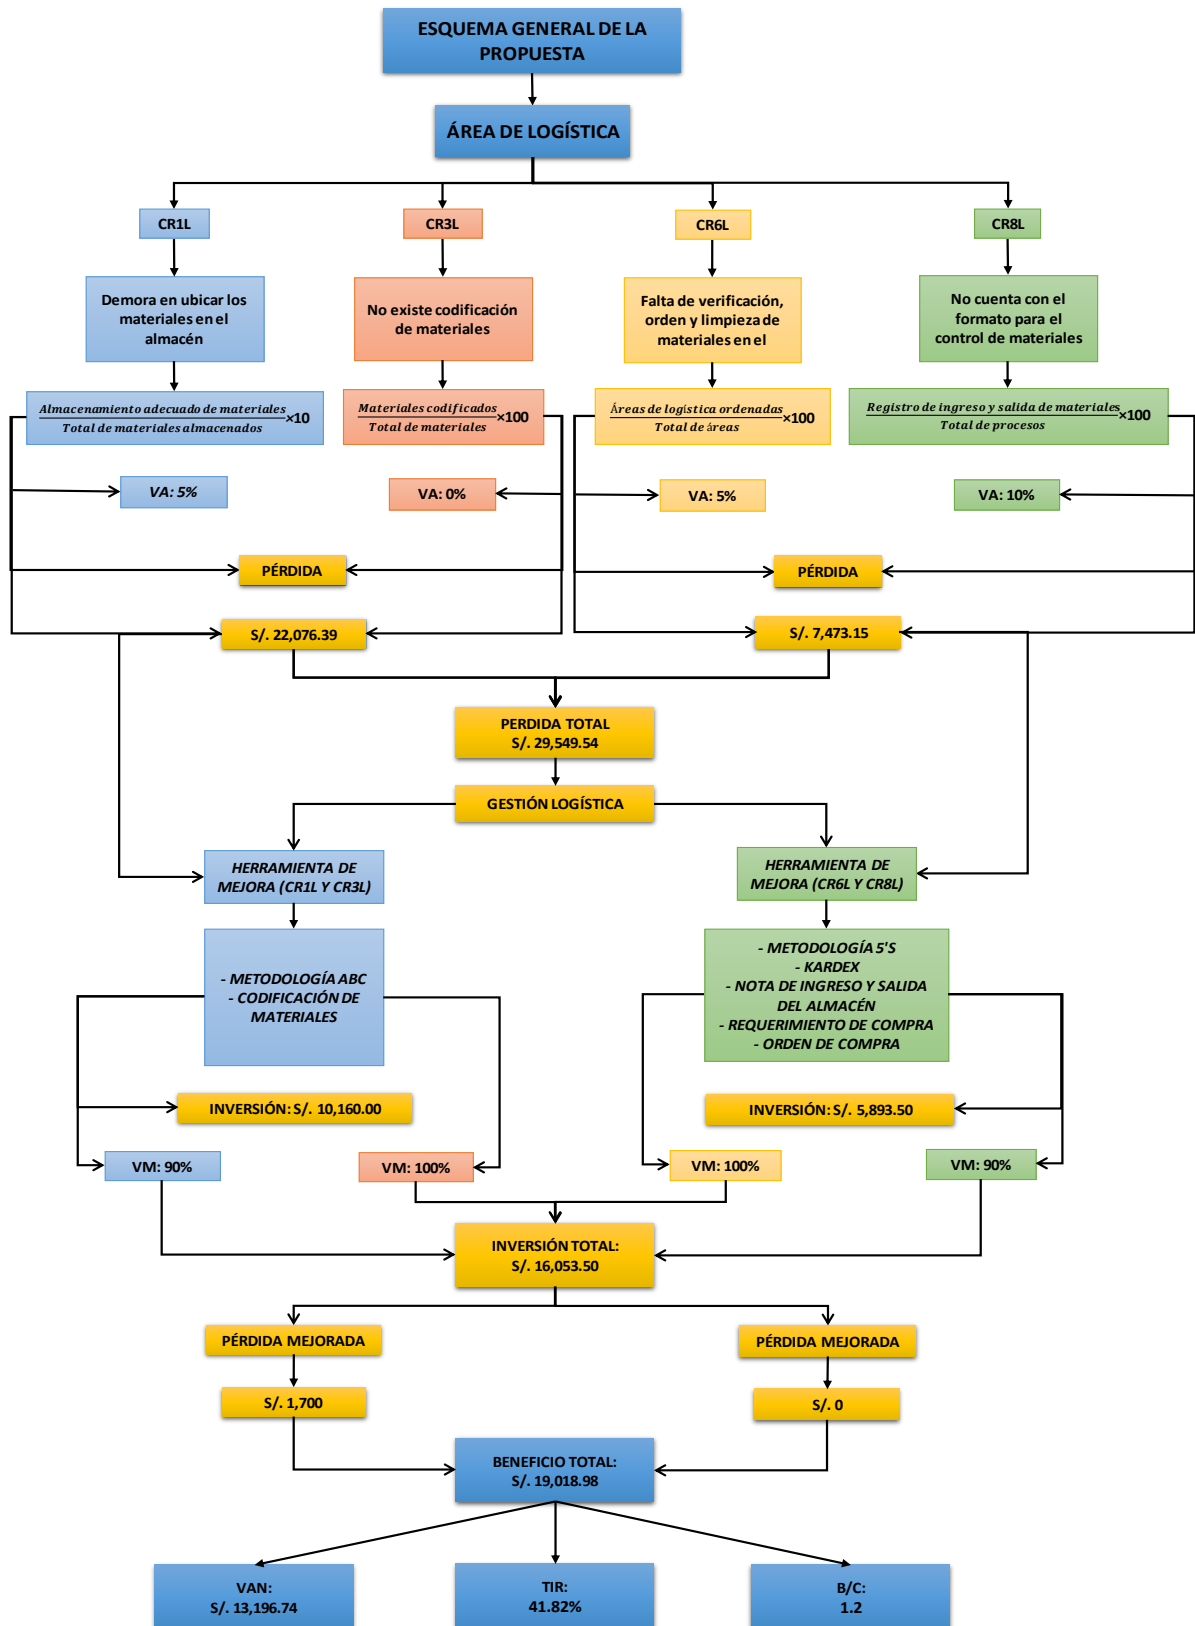 ESQUEMA GENERAL DE LA
PROPUESTA
ÁREA DE LOGÍSTICA
CR1L
CR3L
CR6L
CR8L
Demora en ubicar los
materiales en el
almacén
No existe codificación
de materiales
Falta de verificación,
orden y limpieza de
materiales en el
No cuenta con el
formato para el
control de materiales
Almacenamiento adecuado de materiales
Total de materiales almacenados
×10
Materiales codificados
Total de materiales
×100
Áreas de logística ordenadas
Total de áreas
×100
Registro de ingreso y salida de materiales
Total de procesos
×100
VA: 5%
VA: 0%
VA: 5%
VA: 10%
PÉRDIDA
PÉRDIDA
S/. 22,076.39
S/. 7,473.15
PERDIDA TOTAL
S/. 29,549.54
GESTIÓN LOGÍSTICA
HERRAMIENTA DE
MEJORA (CR1L Y CR3L)
HERRAMIENTA DE
MEJORA (CR6L Y CR8L)
- METODOLOGÍA ABC
- CODIFICACIÓN DE
MATERIALES
- METODOLOGÍA 5'S
- KARDEX
- NOTA DE INGRESO Y SALIDA
DEL ALMACÉN
- REQUERIMIENTO DE COMPRA
- ORDEN DE COMPRA
INVERSIÓN: S/. 10,160.00
INVERSIÓN: S/. 5,893.50
VM: 90%
VM: 100%
VM: 100%
VM: 90%
INVERSIÓN TOTAL:
S/. 16,053.50
PÉRDIDA MEJORADA
PÉRDIDA MEJORADA
S/. 1,700
S/. 0
BENEFICIO TOTAL:
S/. 19,018.98
VAN:
S/. 13,196.74
TIR:
41.82%
B/C:
1.2